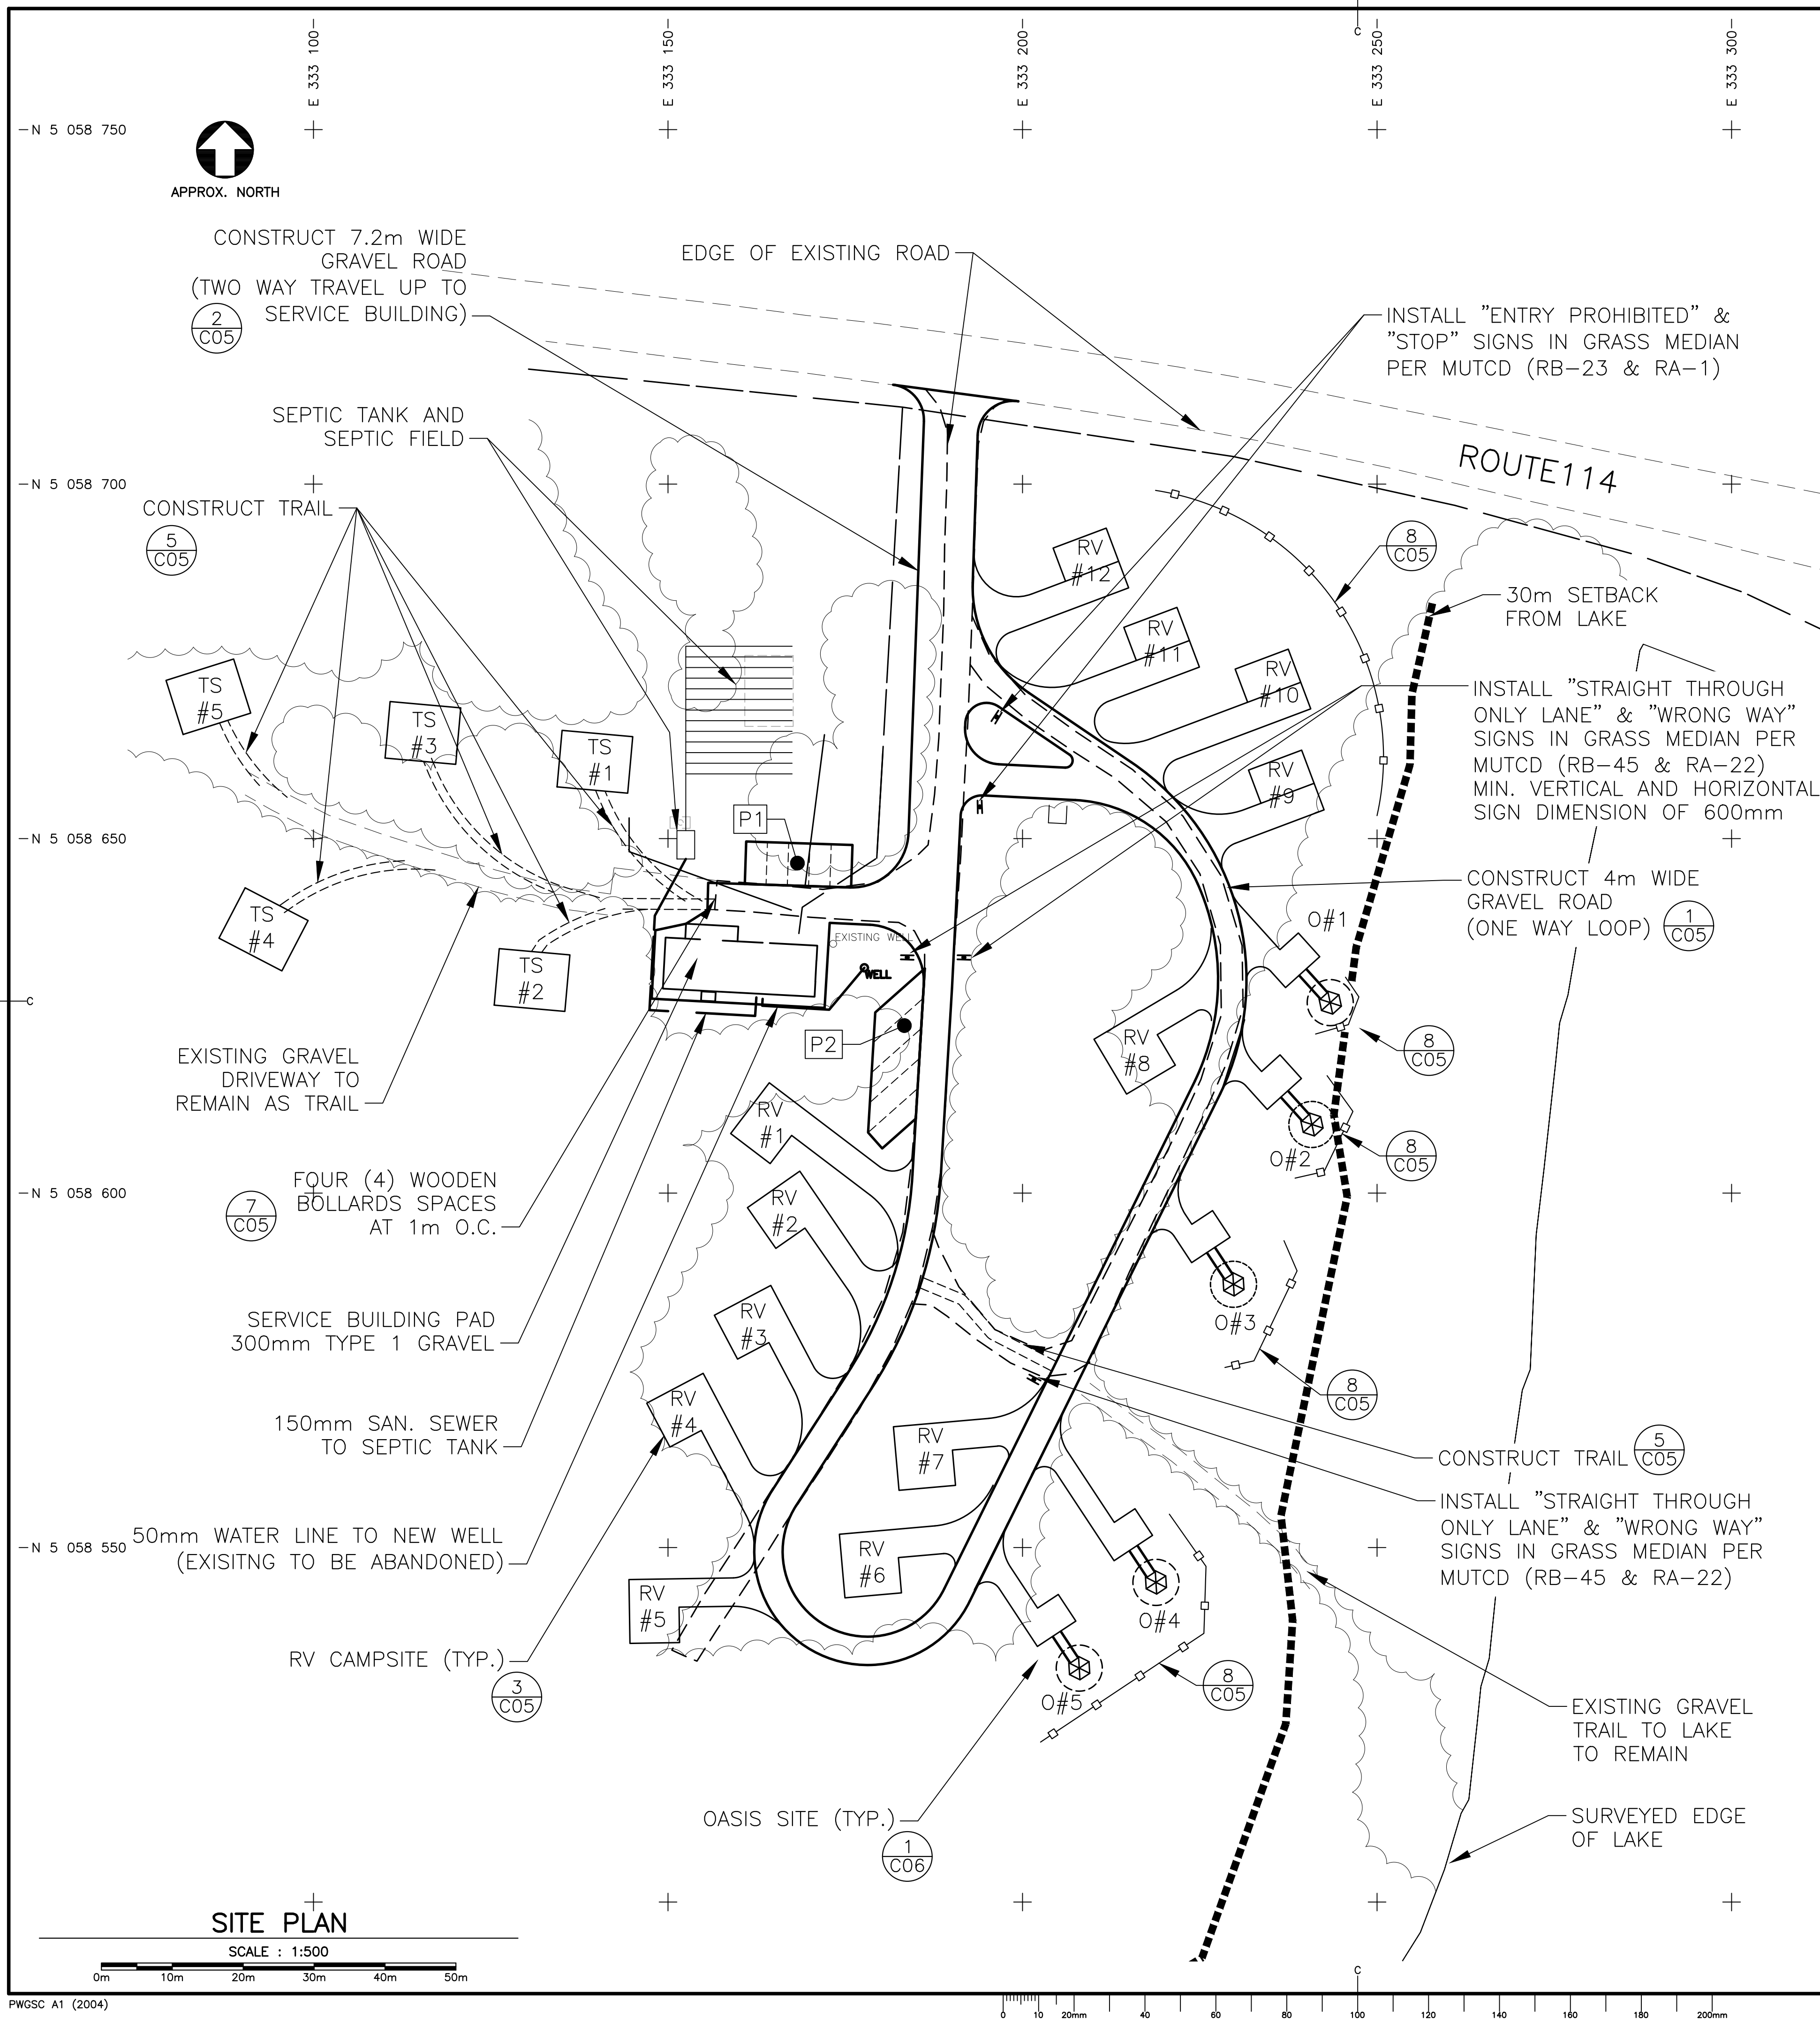 E 333 100
E 333 150
E 333 200
C
E 333 250
E 333 300
N 5 058 750
APPROX. NORTH
CONSTRUCT 7.2m WIDE
GRAVEL ROAD
(TWO WAY TRAVEL UP TO
SERVICE BUILDING)
2
C05
EDGE OF EXISTING ROAD
INSTALL "ENTRY PROHIBITED" &
"STOP" SIGNS IN GRASS MEDIAN
PER MUTCD (RB-23 & RA-1)
SEPTIC TANK AND
SEPTIC FIELD
ROUTE114
N 5 058 700
CONSTRUCT TRAIL
5
C05
8
C05
RV
#12
30m SETBACK
FROM LAKE
RV
#11
RV
#10
TS
#5
TS
#3
TS
#1
INSTALL "STRAIGHT THROUGH
ONLY LANE" & "WRONG WAY"
SIGNS IN GRASS MEDIAN PER
MUTCD (RB-45 & RA-22)
MIN. VERTICAL AND HORIZONTAL
SIGN DIMENSION OF 600mm
RV
#9
P1
N 5 058 650
CONSTRUCT 4m WIDE
GRAVEL ROAD
(ONE WAY LOOP)
1
C05
TS
#4
O#1
EXISTING WELL
WELL
TS
#2
C
P2
RV
#8
8
C05
EXISTING GRAVEL
DRIVEWAY TO
REMAIN AS TRAIL
RV
#1
O#2
8
C05
FOUR (4) WOODEN
BOLLARDS SPACES
AT 1m O.C.
7
C05
N 5 058 600
RV
#2
SERVICE BUILDING PAD
300mm TYPE 1 GRAVEL
RV
#3
O#3
8
C05
RV
#4
150mm SAN. SEWER
TO SEPTIC TANK
RV
#7
CONSTRUCT TRAIL
5
C05
INSTALL "STRAIGHT THROUGH
ONLY LANE" & "WRONG WAY"
SIGNS IN GRASS MEDIAN PER
MUTCD (RB-45 & RA-22)
N 5 058 550
50mm WATER LINE TO NEW WELL
(EXISITNG TO BE ABANDONED)
RV
#6
RV
#5
O#4
RV CAMPSITE (TYP.)
3
C05
O#5
8
C05
EXISTING GRAVEL
TRAIL TO LAKE
TO REMAIN
OASIS SITE (TYP.)
1
C06
SURVEYED EDGE
OF LAKE
SITE PLAN
SCALE : 1:500
0m 10m 20m 30m 40m 50m
C
PWGSC A1 (2004)
0 10 20mm 40 60 80 100 120 140 160 180 200mm